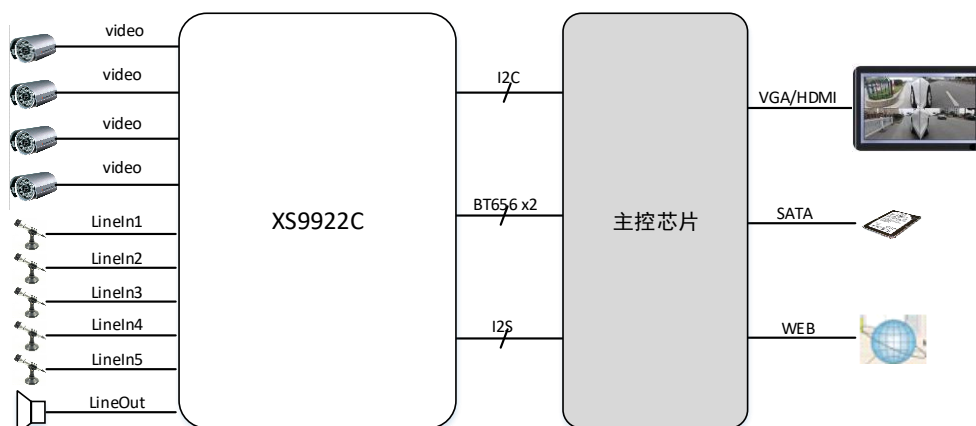 video
video
video
video
LineIn1
LineIn2
LineIn3
LineIn4
LineIn5
LineOut
XS9922C
I2C
BT656 x2
I2S
主控芯片
VGA/HDMI
SATA
WEB